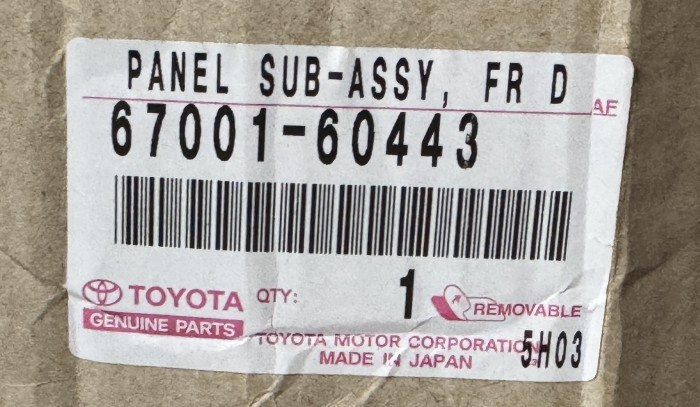 PANEL SUB-ASSY, FR D
AF
67001-60443
TOYOTA QTY: 1 REMOVABLE
GENUINE PARTS
TOYOTA MOTOR CORPORATION
MADE IN JAPAN
5H03